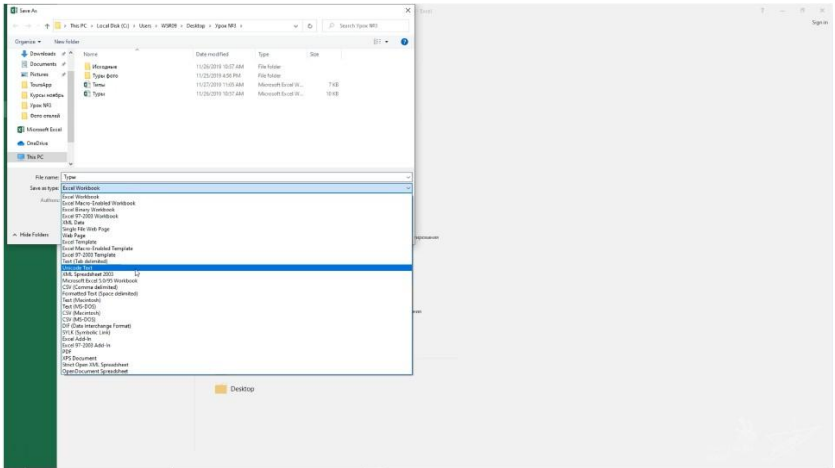 Save As
Excel
Sign in
This PC › Local Disk (C:) › Users › WSR09 › Desktop › Урок №3 ›
Search Урок №3
Organize
New folder
Name
Date modified
Type
Size
Downloads
Documents
Pictures
ToursApp
Курсы ноябрь
Урок №3
Фото отелей
Microsoft Excel
OneDrive
This PC
Исходные
11/26/2019 10:37 AM
File folder
Туры фото
11/25/2019 4:36 PM
File folder
Типы
11/27/2019 11:05 AM
Microsoft Excel W...
7 KB
Туры
11/26/2019 10:37 AM
Microsoft Excel W...
10 KB
File name:
Туры
Save as type:
Excel Workbook
Authors:
Hide Folders
Excel Workbook
Excel Macro-Enabled Workbook
Excel Binary Workbook
Excel 97-2003 Workbook
XML Data
Single File Web Page
Web Page
Excel Template
Excel Macro-Enabled Template
Excel 97-2003 Template
Text (Tab delimited)
Unicode Text
XML Spreadsheet 2003
Microsoft Excel 5.0/95 Workbook
CSV (Comma delimited)
Formatted Text (Space delimited)
Text (Macintosh)
Text (MS-DOS)
CSV (Macintosh)
CSV (MS-DOS)
DIF (Data Interchange Format)
SYLK (Symbolic Link)
Excel Add-in
Excel 97-2003 Add-in
PDF
XPS Document
Strict Open XML Spreadsheet
OpenDocument Spreadsheet
Desktop